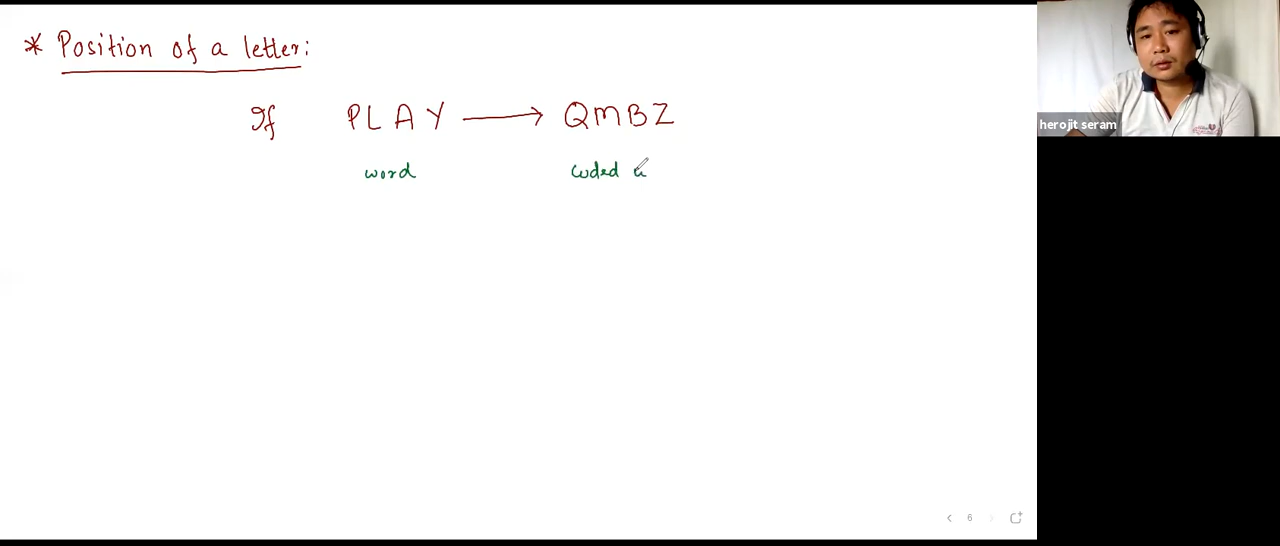 * Position of a letter:
If PLAY → QMBZ
word coded
herojit seram
6